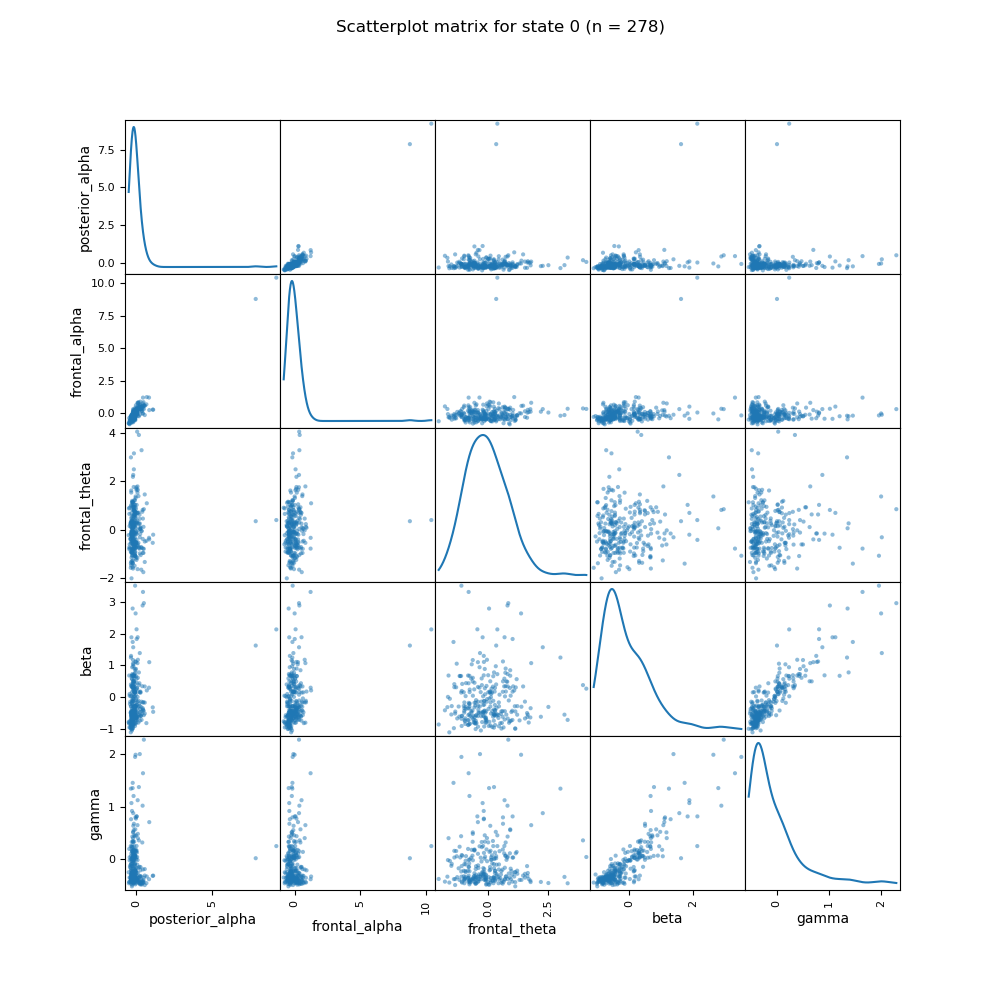 Scatterplot matrix for state 0 (n = 278)
posterior_alpha
7.5
5.0
2.5
0.0
frontal_alpha
10.0
7.5
5.0
2.5
0.0
frontal_theta
4
2
0
−2
beta
3
2
1
0
−1
gamma
2
1
0
0 5 0 5 10 0.0 2.5 0 2 0 1 2
posterior_alpha frontal_alpha frontal_theta beta gamma